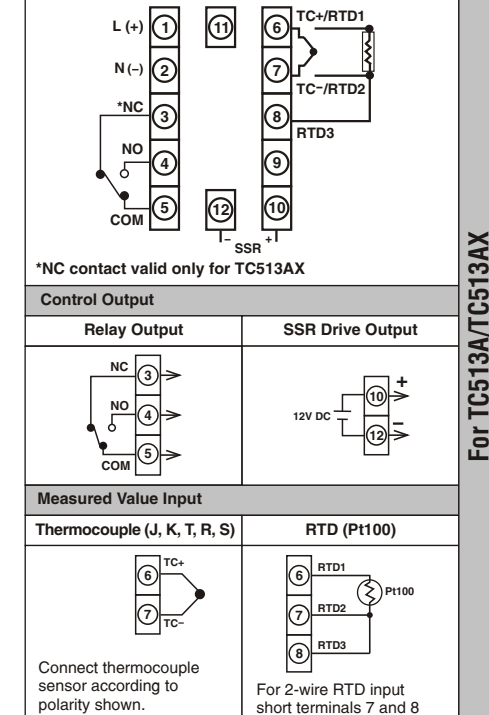 L (+) 1 11 6 TC+/RTD1
N (–) 2 7 TC–/RTD2
*NC 3 8 RTD3
NO 4 9
COM 5 12 10
– SSR +
*NC contact valid only for TC513AX
Control Output
Relay Output
SSR Drive Output
NC 3
NO 4
COM 5
12V DC
10 +
12 –
Measured Value Input
Thermocouple (J, K, T, R, S)
RTD (Pt100)
6 TC+
7 TC–
Connect thermocouple
sensor according to
polarity shown.
6 RTD1
Pt100
7 RTD2
8 RTD3
For 2-wire RTD input
short terminals 7 and 8
For TC513A/TC513AX